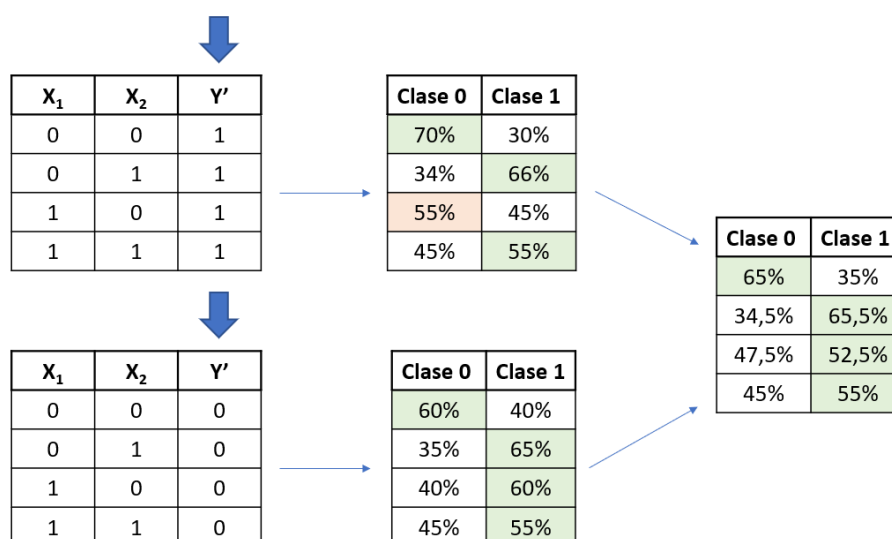 X₁ X₂ Y’
0 0 1
0 1 1
1 0 1
1 1 1
Clase 0 Clase 1
70% 30%
34% 66%
55% 45%
45% 55%
Clase 0 Clase 1
65% 35%
34,5% 65,5%
47,5% 52,5%
45% 55%
X₁ X₂ Y’
0 0 0
0 1 0
1 0 0
1 1 0
Clase 0 Clase 1
60% 40%
35% 65%
40% 60%
45% 55%